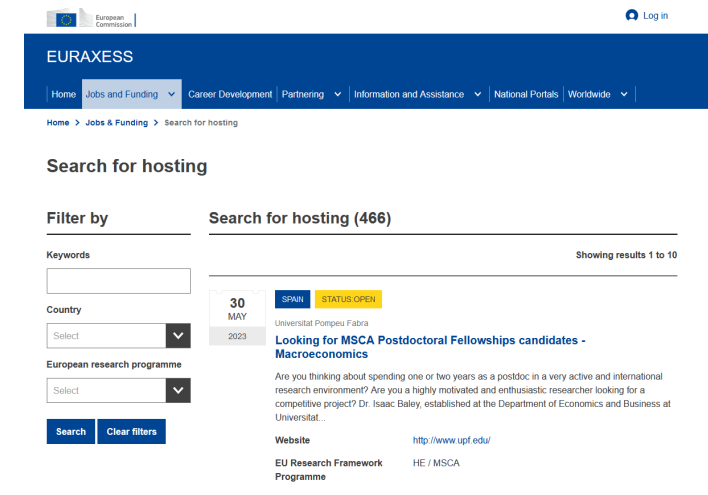 European
Commission
Log in
EURAXESS
Home Jobs and Funding Career Development Partnering Information and Assistance National Portals Worldwide
Home > Jobs & Funding > Search for hosting
Search for hosting
Filter by
Search for hosting (466)
Keywords
Showing results 1 to 10
30
MAY
2023
SPAIN STATUS:OPEN
Country
Universitat Pompeu Fabra
Select
Looking for MSCA Postdoctoral Fellowships candidates -
Macroeconomics
European research programme
Select
Are you thinking about spending one or two years as a postdoc in a very active and international
research environment? Are you a highly motivated and enthusiastic researcher looking for a
competitive project? Dr. Isaac Baley, established at the Department of Economics and Business at
Universitat...
Search Clear filters
Website http://www.upf.edu/
EU Research Framework HE / MSCA
Programme